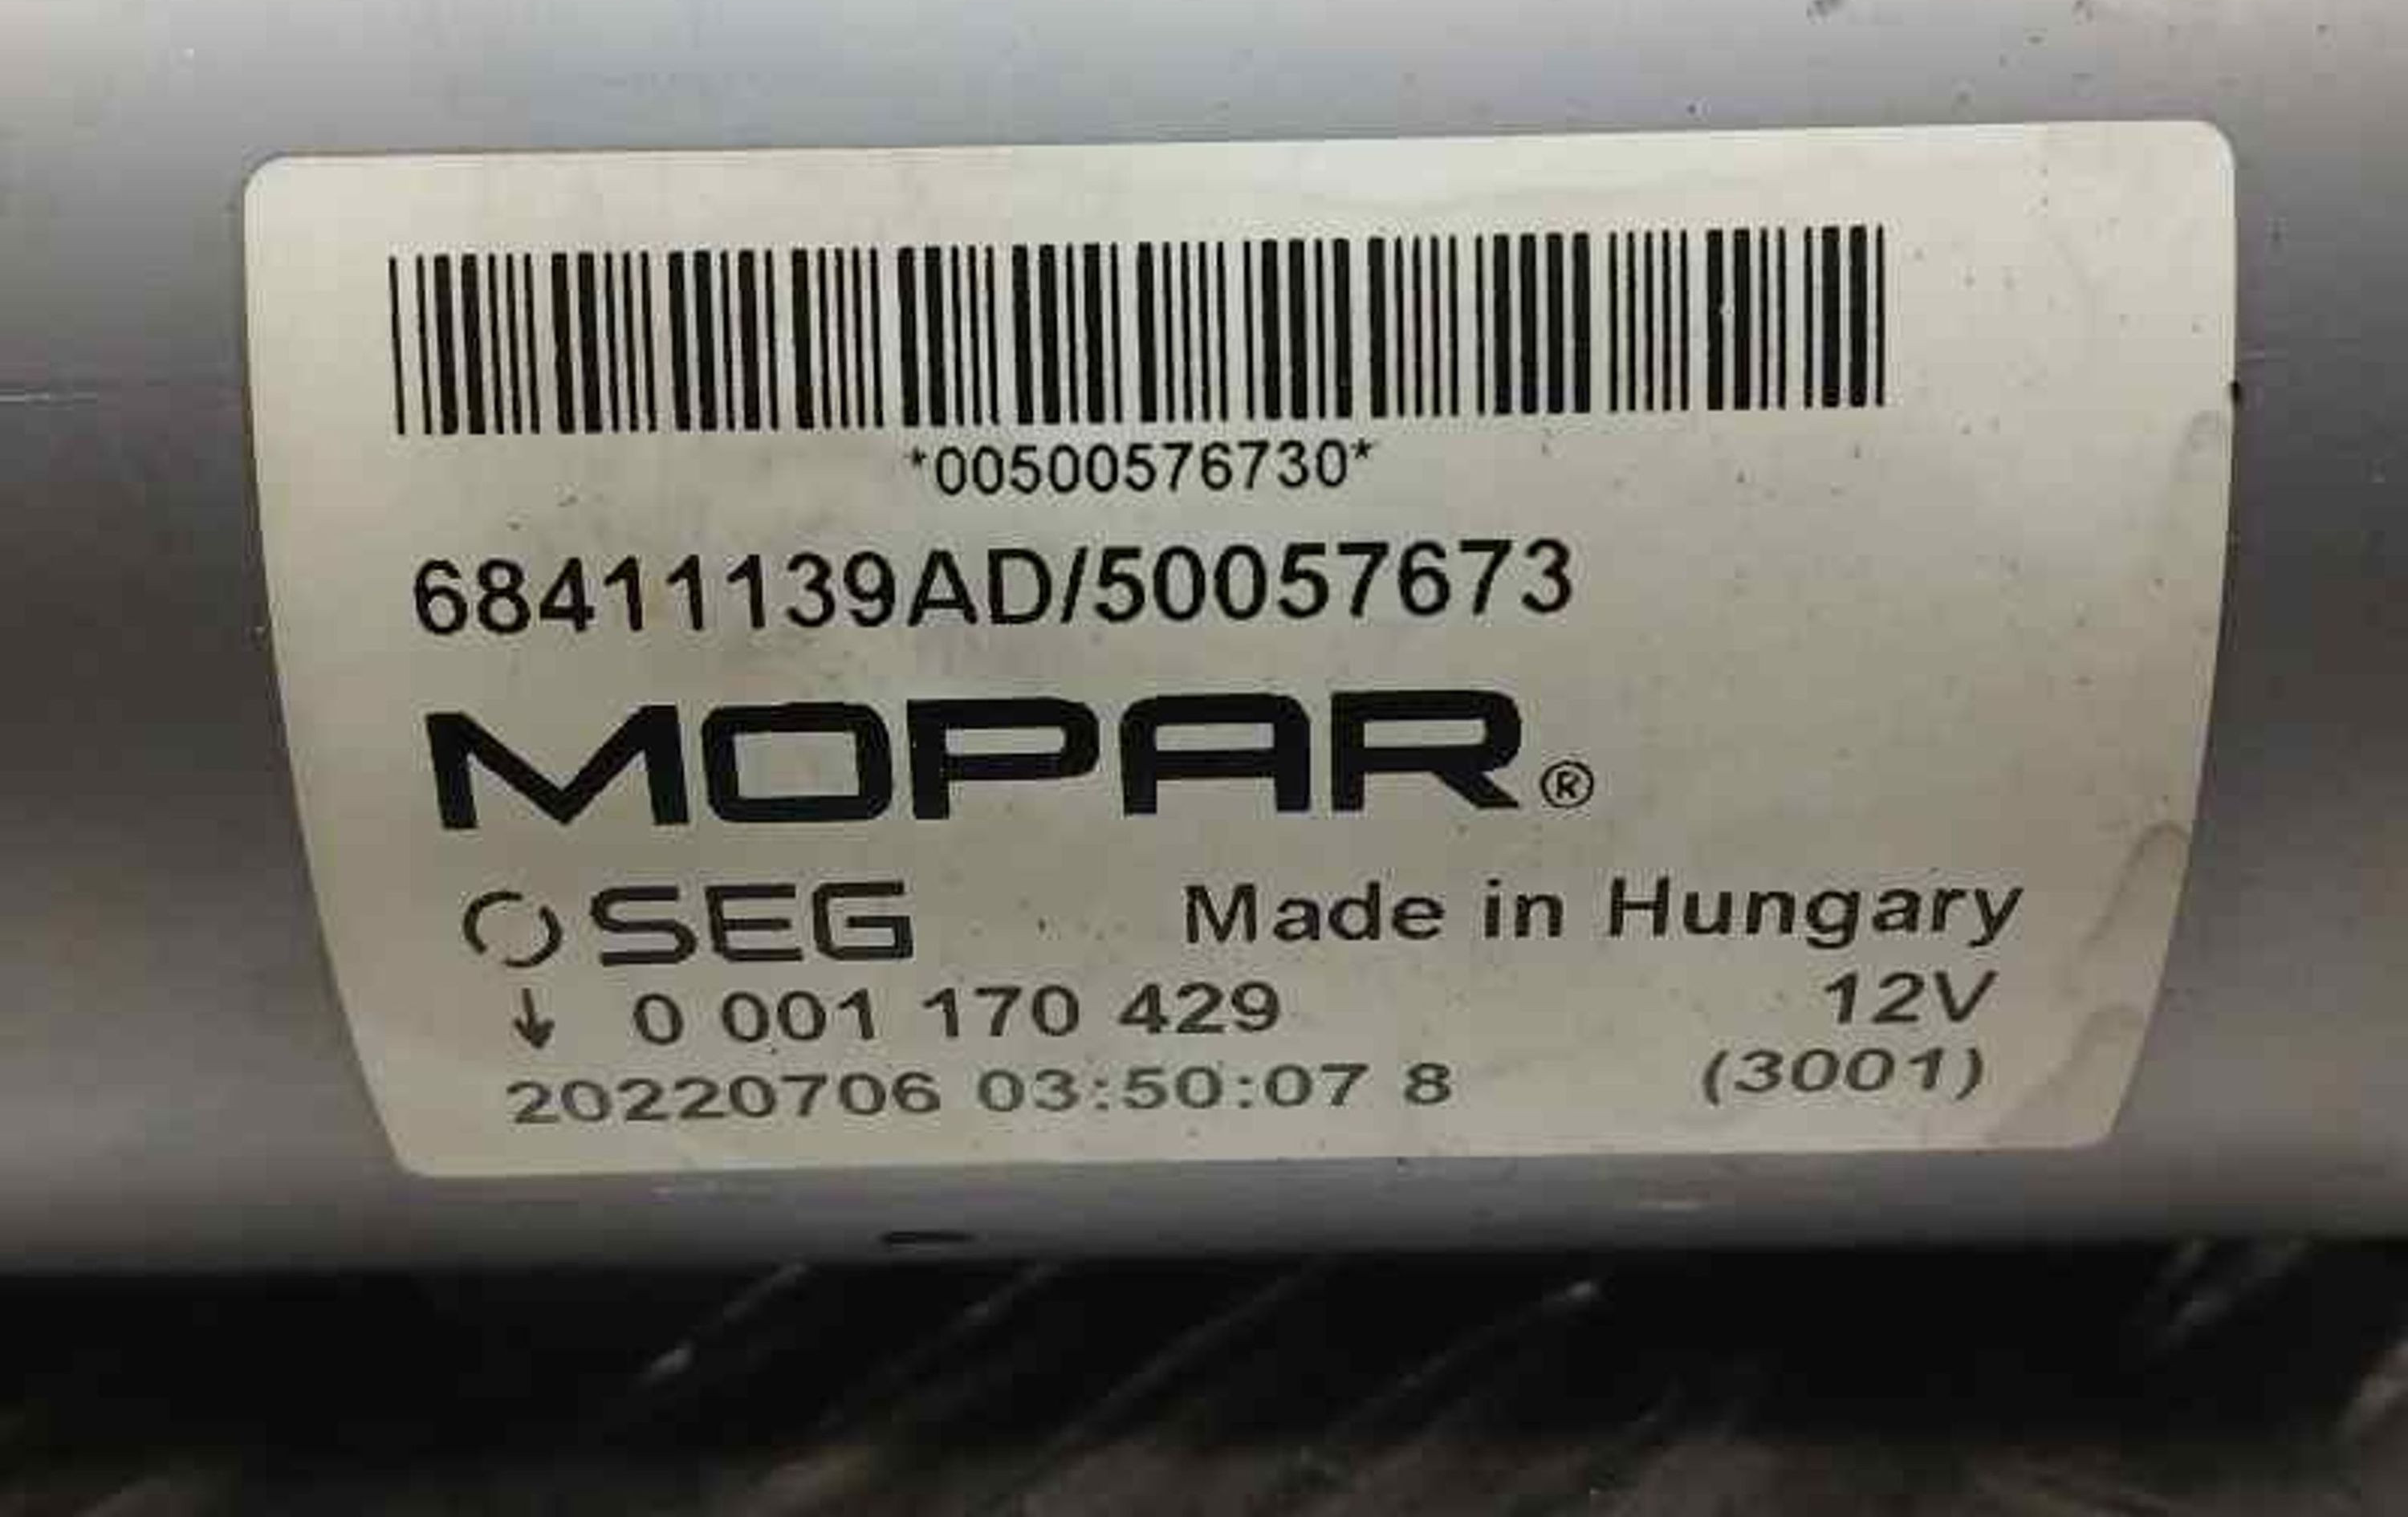 *00500576730*
68411139AD/50057673
MOPAR®
SEG Made in Hungary
↓ 0 001 170 429 12V
20220706 03:50:07 8 (3001)